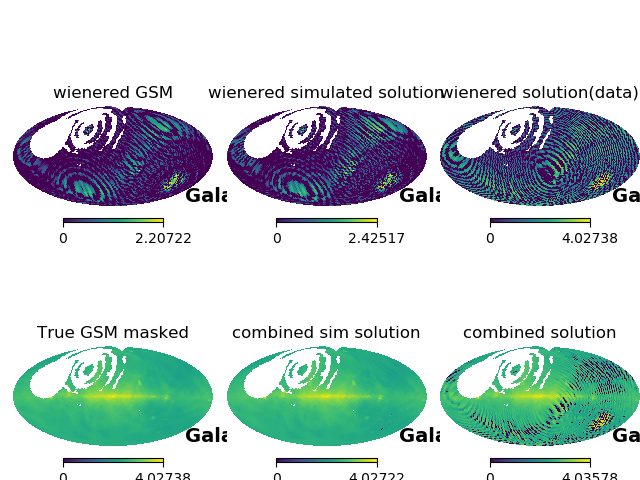 wienered GSM
wienered simulated solution
wienered solution(data)
Gala
Gala
Ga
0 2.20722
0 2.42517
0 4.02738
True GSM masked
combined sim solution
combined solution
Gala
Gala
Ga
0 4.02738
0 4.02722
0 4.03578